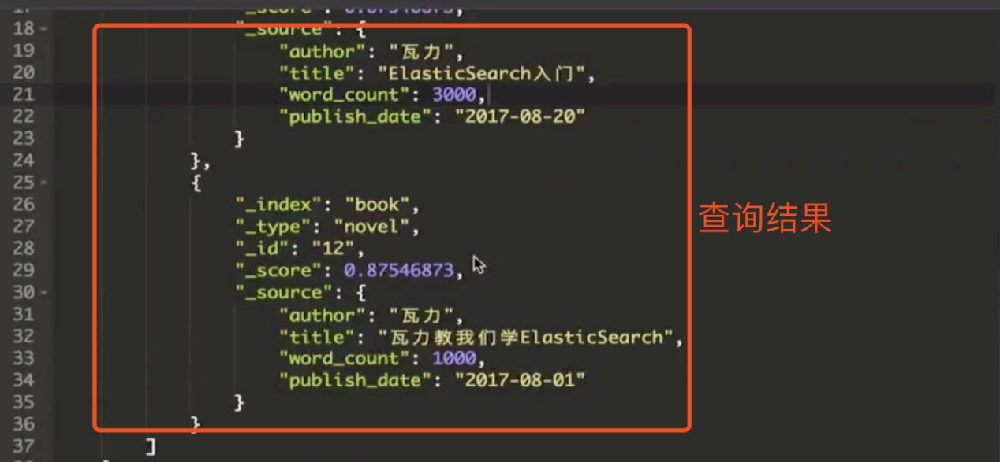 18
"_source": {
19
"author": "瓦力",
20
"title": "ElasticSearch入门",
21
"word_count": 3000,
22
"publish_date": "2017-08-20"
23
}
24
},
25
{
26
"_index": "book",
27
"_type": "novel",
28
"_id": "12",
29
"_score": 0.87546873,
30
"_source": {
31
"author": "瓦力",
32
"title": "瓦力教我们学ElasticSearch",
33
"word_count": 1000,
34
"publish_date": "2017-08-01"
35
}
36
}
37
]
查询结果